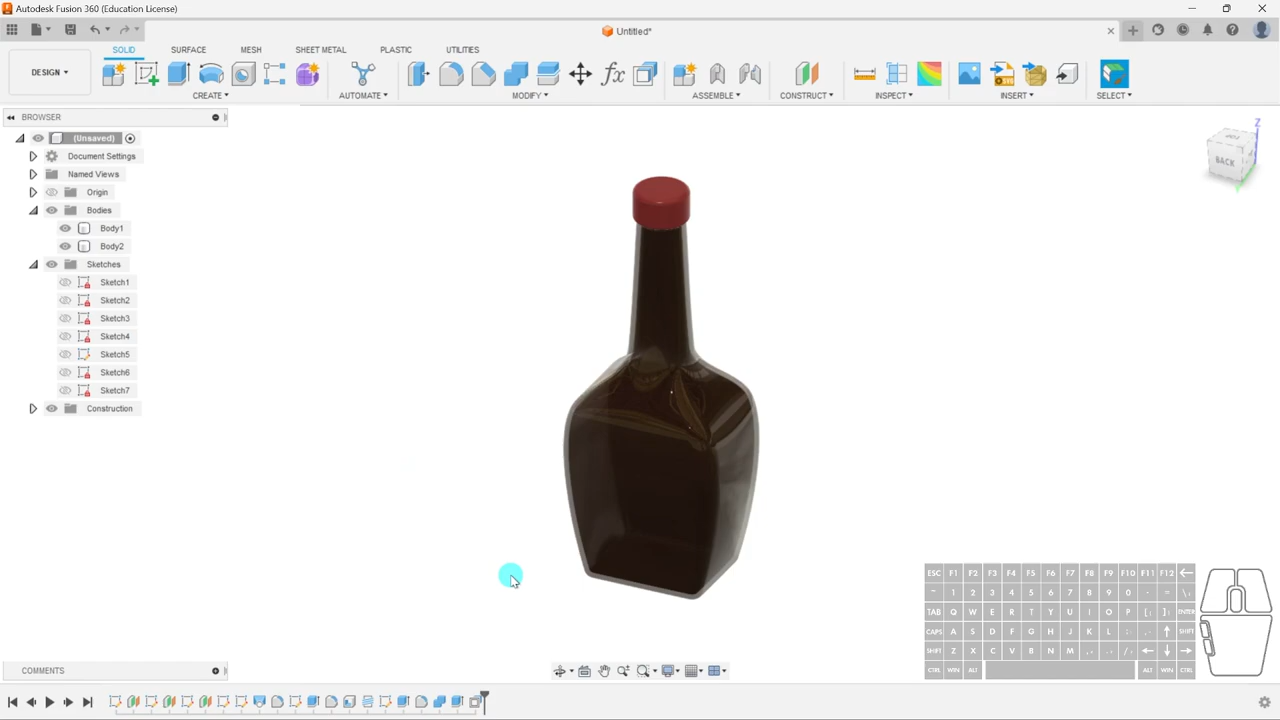 Autodesk Fusion 360 (Education License)
Untitled*
DESIGN
SOLID SURFACE MESH SHEET METAL PLASTIC UTILITIES
CREATE AUTOMATE MODIFY ASSEMBLE CONSTRUCT INSPECT INSERT SELECT
BROWSER
(Unsaved)
Document Settings
Named Views
Origin
Bodies
Body1
Body2
Sketches
Sketch1
Sketch2
Sketch3
Sketch4
Sketch5
Sketch6
Sketch7
Construction
Z
TOP
BACK
ESC F1 F2 F3 F4 F5 F6 F7 F8 F9 F10 F11 F12
~ 1 2 3 4 5 6 7 8 9 0 - = \
TAB Q W E R T Y U I O P [ ] ENTER
CAPS A S D F G H J K L SHIFT
SHIFT Z X C V B N M
CTRL WIN ALT ALT WIN CTRL
COMMENTS